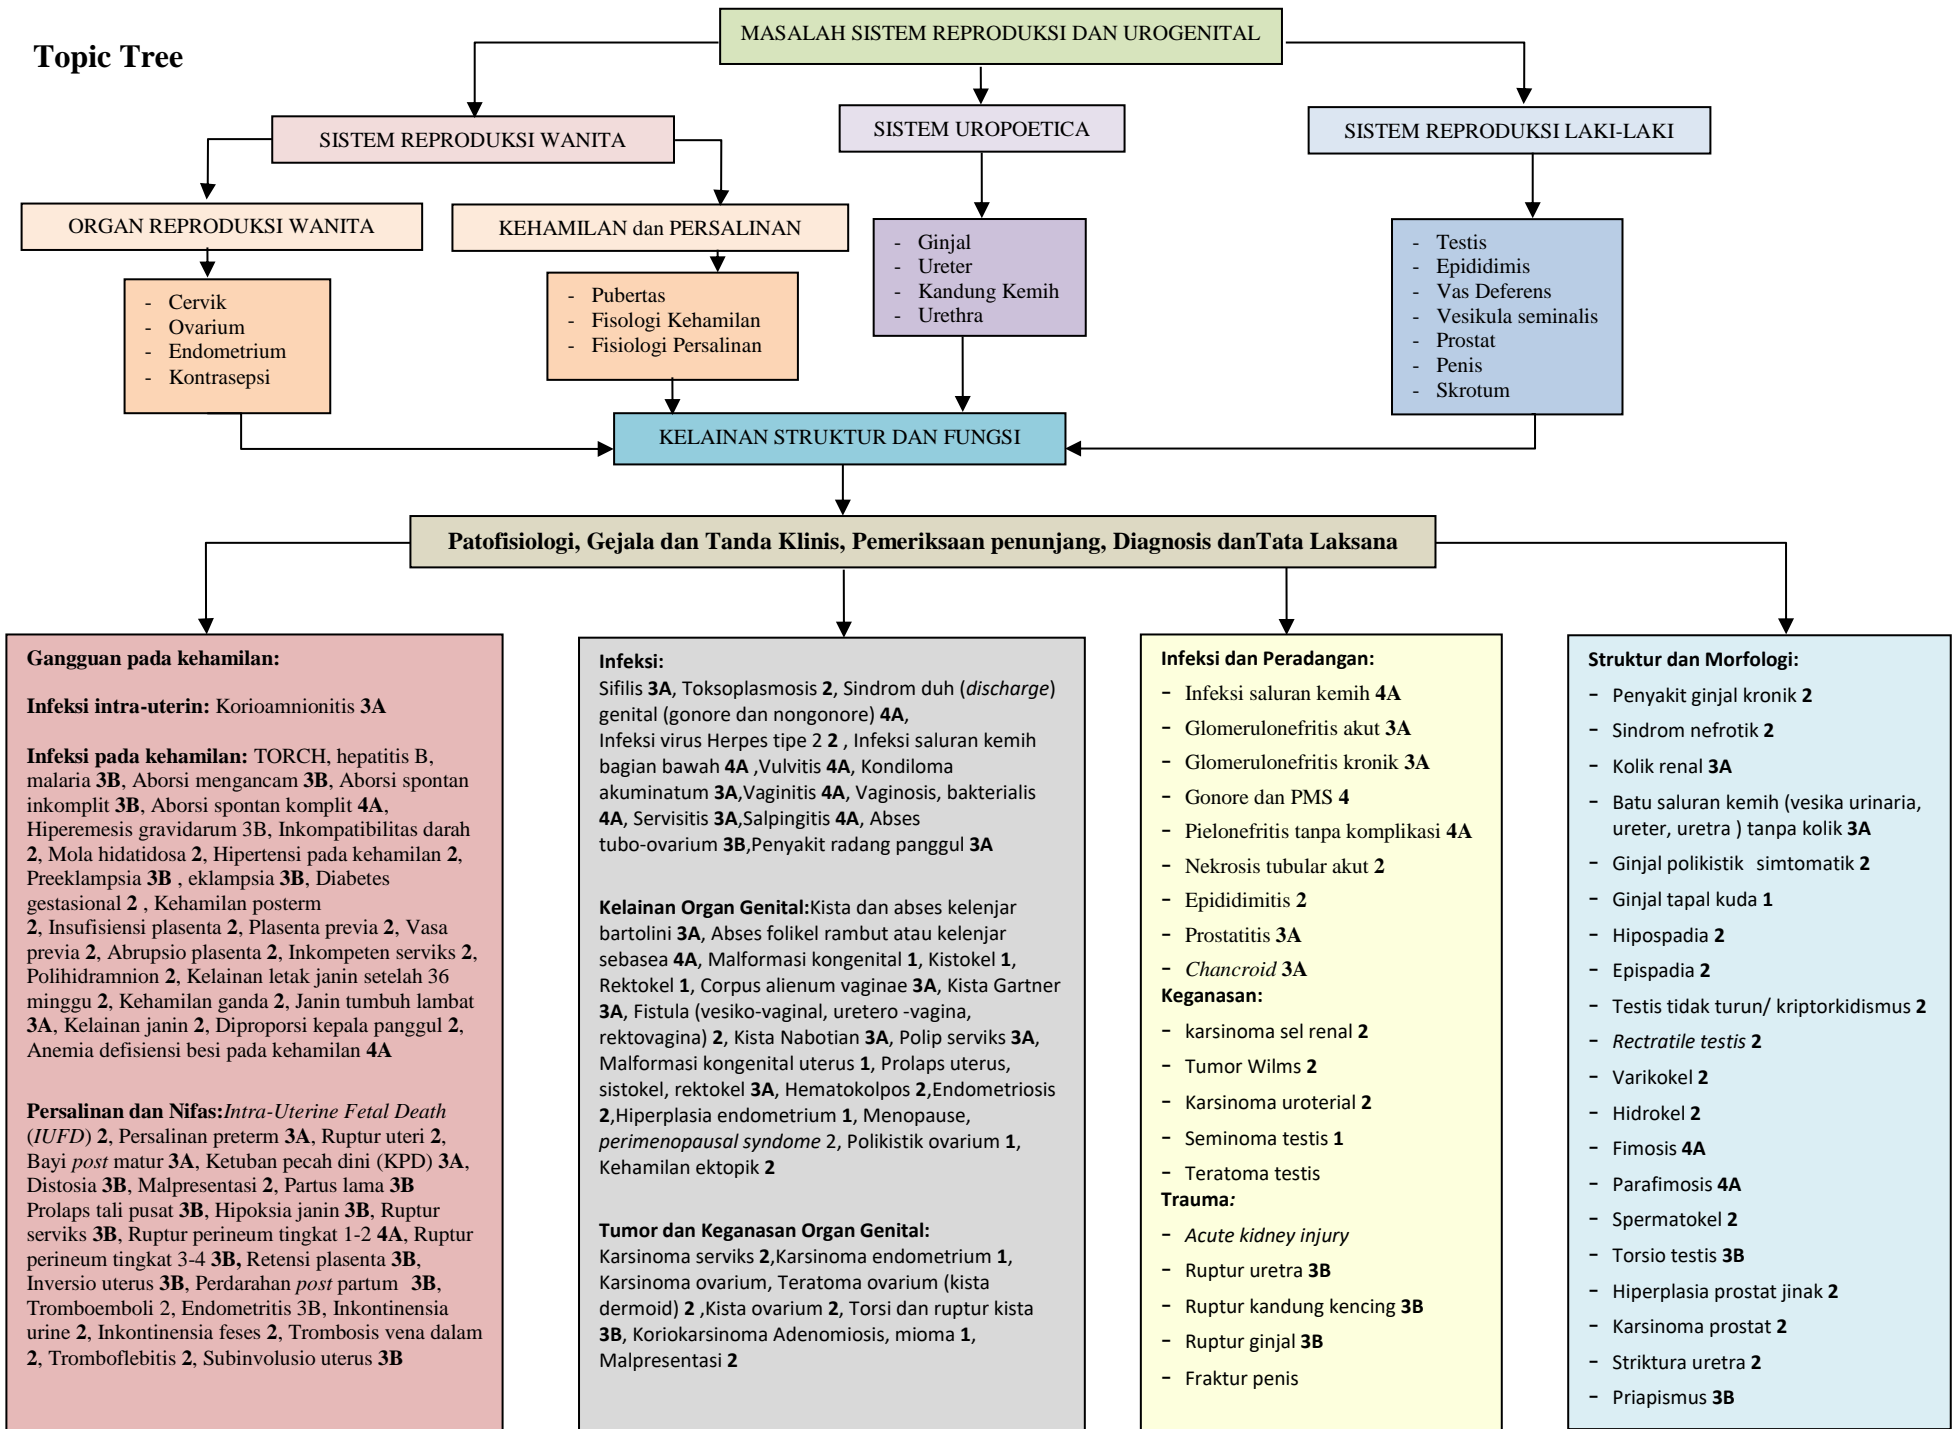 Topic Tree
MASALAH SISTEM REPRODUKSI DAN UROGENITAL
SISTEM REPRODUKSI WANITA
SISTEM UROPOETICA
SISTEM REPRODUKSI LAKI-LAKI
ORGAN REPRODUKSI WANITA
KEHAMILAN dan PERSALINAN
- Cervik
- Ovarium
- Endometrium
- Kontrasepsi
- Pubertas
- Fisologi Kehamilan
- Fisiologi Persalinan
- Ginjal
- Ureter
- Kandung Kemih
- Urethra
- Testis
- Epididimis
- Vas Deferens
- Vesikula seminalis
- Prostat
- Penis
- Skrotum
KELAINAN STRUKTUR DAN FUNGSI
Patofisiologi, Gejala dan Tanda Klinis, Pemeriksaan penunjang, Diagnosis danTata Laksana
Gangguan pada kehamilan:
Infeksi intra-uterin: Korioamnionitis 3A
Infeksi pada kehamilan: TORCH, hepatitis B,
malaria 3B, Aborsi mengancam 3B, Aborsi spontan
inkomplit 3B, Aborsi spontan komplit 4A,
Hiperemesis gravidarum 3B, Inkompatibilitas darah
2, Mola hidatidosa 2, Hipertensi pada kehamilan 2,
Preeklampsia 3B , eklampsia 3B, Diabetes
gestasional 2 , Kehamilan posterm
2, Insufisiensi plasenta 2, Plasenta previa 2, Vasa
previa 2, Abrupsio plasenta 2, Inkompeten serviks 2,
Polihidramnion 2, Kelainan letak janin setelah 36
minggu 2, Kehamilan ganda 2, Janin tumbuh lambat
3A, Kelainan janin 2, Diproporsi kepala panggul 2,
Anemia defisiensi besi pada kehamilan 4A
Persalinan dan Nifas:Intra-Uterine Fetal Death
(IUFD) 2, Persalinan preterm 3A, Ruptur uteri 2,
Bayi post matur 3A, Ketuban pecah dini (KPD) 3A,
Distosia 3B, Malpresentasi 2, Partus lama 3B
Prolaps tali pusat 3B, Hipoksia janin 3B, Ruptur
serviks 3B, Ruptur perineum tingkat 1-2 4A, Ruptur
perineum tingkat 3-4 3B, Retensi plasenta 3B,
Inversio uterus 3B, Perdarahan post partum 3B,
Tromboemboli 2, Endometritis 3B, Inkontinensia
urine 2, Inkontinensia feses 2, Trombosis vena dalam
2, Tromboflebitis 2, Subinvolusio uterus 3B
Infeksi:
Sifilis 3A, Toksoplasmosis 2, Sindrom duh (discharge)
genital (gonore dan nongonore) 4A,
Infeksi virus Herpes tipe 2 2 , Infeksi saluran kemih
bagian bawah 4A ,Vulvitis 4A, Kondiloma
akuminatum 3A,Vaginitis 4A, Vaginosis, bakterialis
4A, Servisitis 3A,Salpingitis 4A, Abses
tubo-ovarium 3B,Penyakit radang panggul 3A
Kelainan Organ Genital:Kista dan abses kelenjar
bartolini 3A, Abses folikel rambut atau kelenjar
sebasea 4A, Malformasi kongenital 1, Kistokel 1,
Rektokel 1, Corpus alienum vaginae 3A, Kista Gartner
3A, Fistula (vesiko-vaginal, uretero -vagina,
rektovagina) 2, Kista Nabotian 3A, Polip serviks 3A,
Malformasi kongenital uterus 1, Prolaps uterus,
sistokel, rektokel 3A, Hematokolpos 2,Endometriosis
2,Hiperplasia endometrium 1, Menopause,
perimenopausal syndome 2, Polikistik ovarium 1,
Kehamilan ektopik 2
Tumor dan Keganasan Organ Genital:
Karsinoma serviks 2,Karsinoma endometrium 1,
Karsinoma ovarium, Teratoma ovarium (kista
dermoid) 2 ,Kista ovarium 2, Torsi dan ruptur kista
3B, Koriokarsinoma Adenomiosis, mioma 1,
Malpresentasi 2
Infeksi dan Peradangan:
- Infeksi saluran kemih 4A
- Glomerulonefritis akut 3A
- Glomerulonefritis kronik 3A
- Gonore dan PMS 4
- Pielonefritis tanpa komplikasi 4A
- Nekrosis tubular akut 2
- Epididimitis 2
- Prostatitis 3A
- Chancroid 3A
Keganasan:
- karsinoma sel renal 2
- Tumor Wilms 2
- Karsinoma uroterial 2
- Seminoma testis 1
- Teratoma testis
Trauma:
- Acute kidney injury
- Ruptur uretra 3B
- Ruptur kandung kencing 3B
- Ruptur ginjal 3B
- Fraktur penis
Struktur dan Morfologi:
- Penyakit ginjal kronik 2
- Sindrom nefrotik 2
- Kolik renal 3A
- Batu saluran kemih (vesika urinaria,
ureter, uretra ) tanpa kolik 3A
- Ginjal polikistik simtomatik 2
- Ginjal tapal kuda 1
- Hipospadia 2
- Epispadia 2
- Testis tidak turun/ kriptorkidismus 2
- Rectratile testis 2
- Varikokel 2
- Hidrokel 2
- Fimosis 4A
- Parafimosis 4A
- Spermatokel 2
- Torsio testis 3B
- Hiperplasia prostat jinak 2
- Karsinoma prostat 2
- Striktura uretra 2
- Priapismus 3B